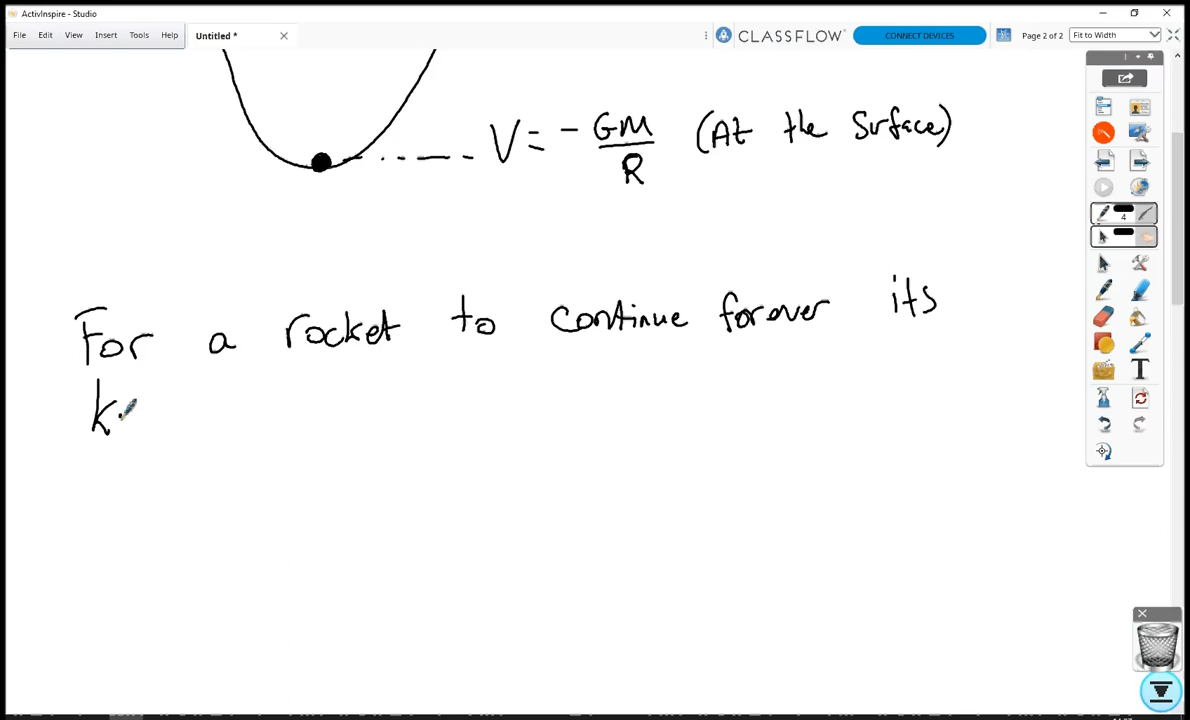 ActivInspire - Studio
File Edit View Insert Tools Help
Untitled *
CLASSFLOW
CONNECT DEVICES
Page 2 of 2
Fit to Width
V = - GM/R (At the Surface)
4
For a rocket to continue forever its
k
T